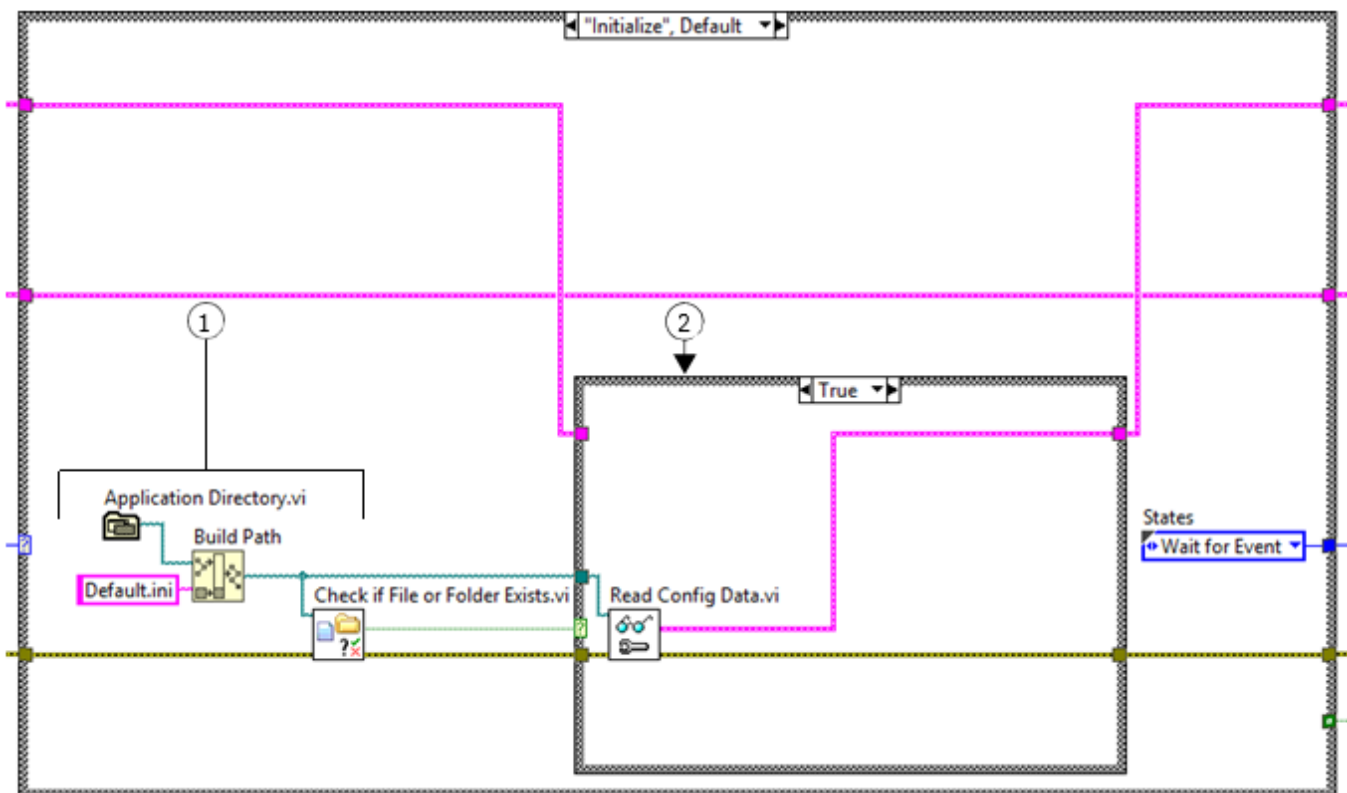 "Initialize", Default
1
2
True
Application Directory.vi
Build Path
States
Wait for Event
Default.ini
Check if File or Folder Exists.vi
Read Config Data.vi